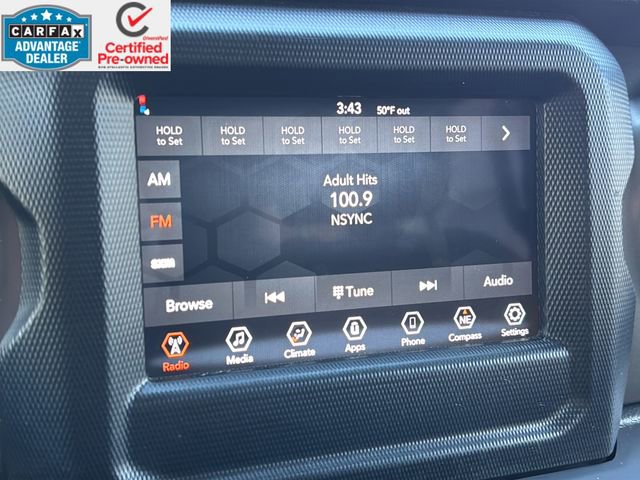 CARFAX
ADVANTAGE
DEALER
Certified
Pre-owned
3:43 50°F out
HOLD to Set HOLD to Set HOLD to Set HOLD to Set HOLD to Set HOLD to Set
AM
Adult Hits
100.9
FM
NSYNC
SXM
Browse Tune Audio
Radio Media Climate Apps Phone NE Compass Settings